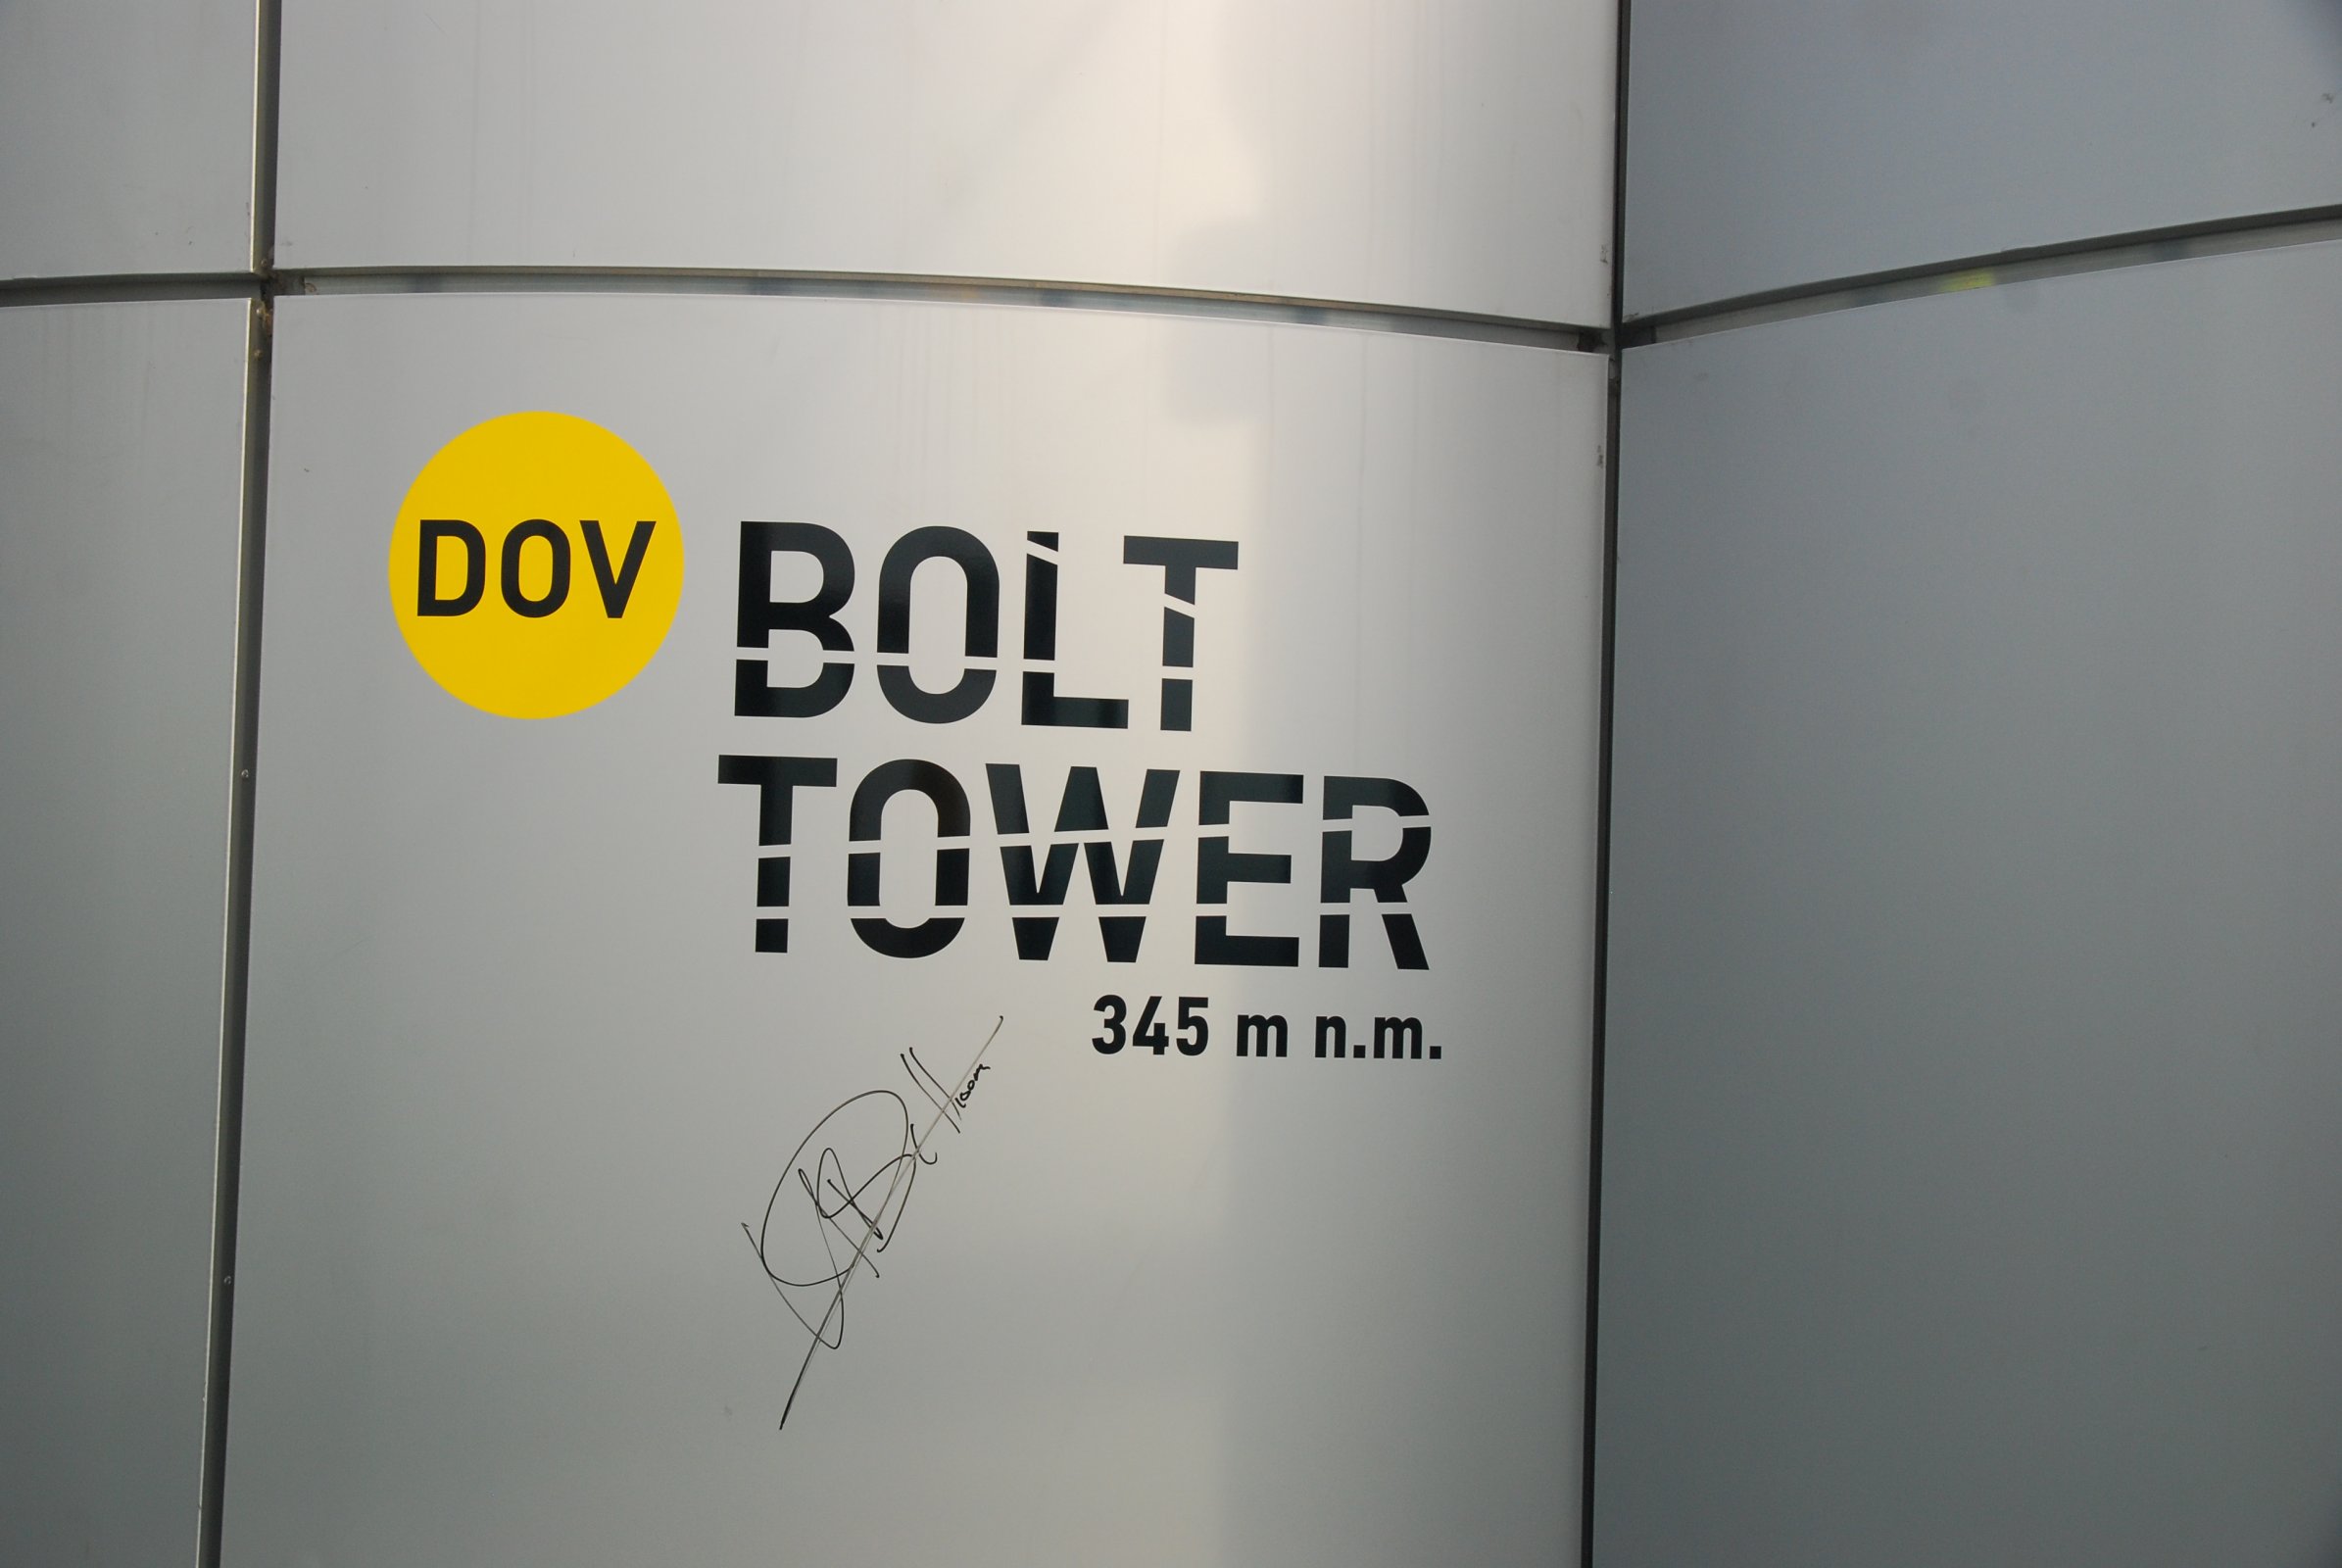 DOV
BOLT
TOWER
345 m n.m.